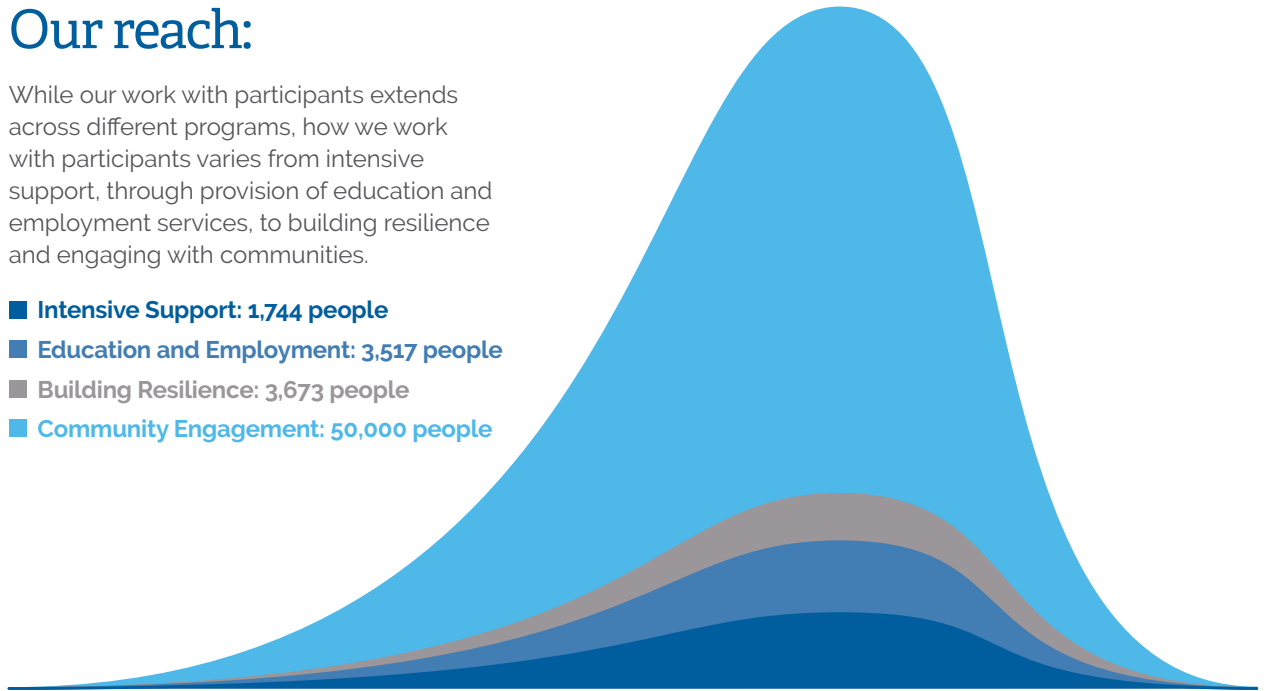 Our reach:
While our work with participants extends
across different programs, how we work
with participants varies from intensive
support, through provision of education and
employment services, to building resilience
and engaging with communities.
Intensive Support: 1,744 people
Education and Employment: 3,517 people
Building Resilience: 3,673 people
Community Engagement: 50,000 people